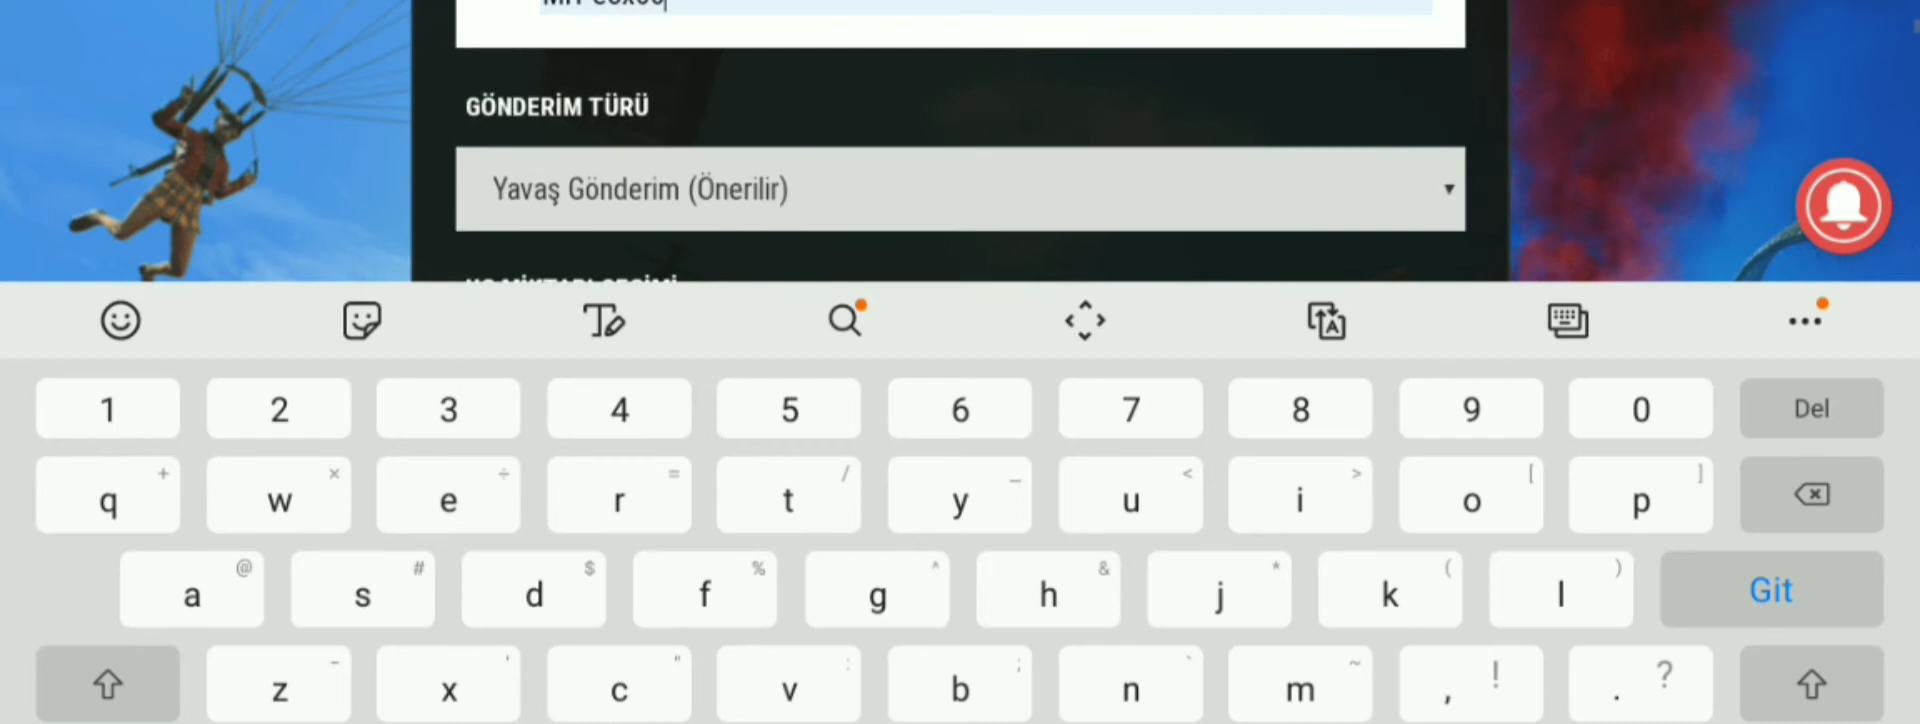 GÖNDERİM TÜRÜ
Yavaş Gönderim (Önerilir)
1 2 3 4 5 6 7 8 9 0 Del
q + w × e ÷ r = t / y _ u < i > o [ p ]
a @ s # d $ f % g ^ h & j * k ( l ) Git
z - x ' c " v : b ; n ` m ~ , ! . ?